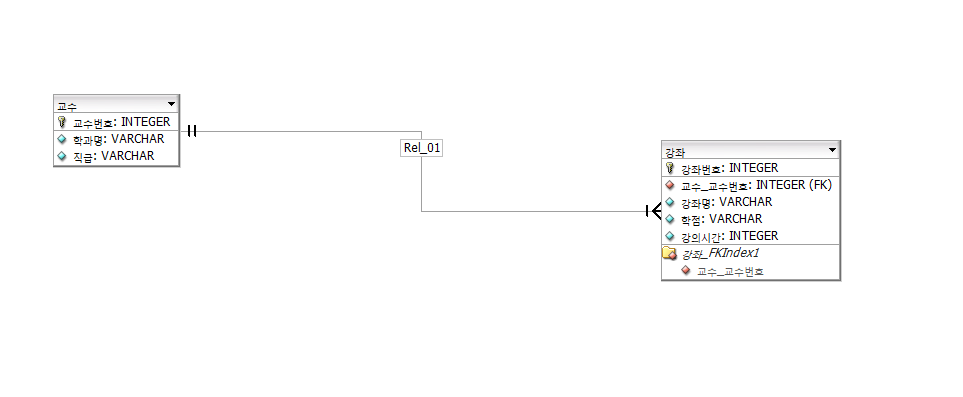 교수
교수번호: INTEGER
학과명: VARCHAR
직급: VARCHAR
Rel_01
강좌
강좌번호: INTEGER
교수_교수번호: INTEGER (FK)
강좌명: VARCHAR
학점: VARCHAR
강의시간: INTEGER
강좌_FKIndex1
교수_교수번호